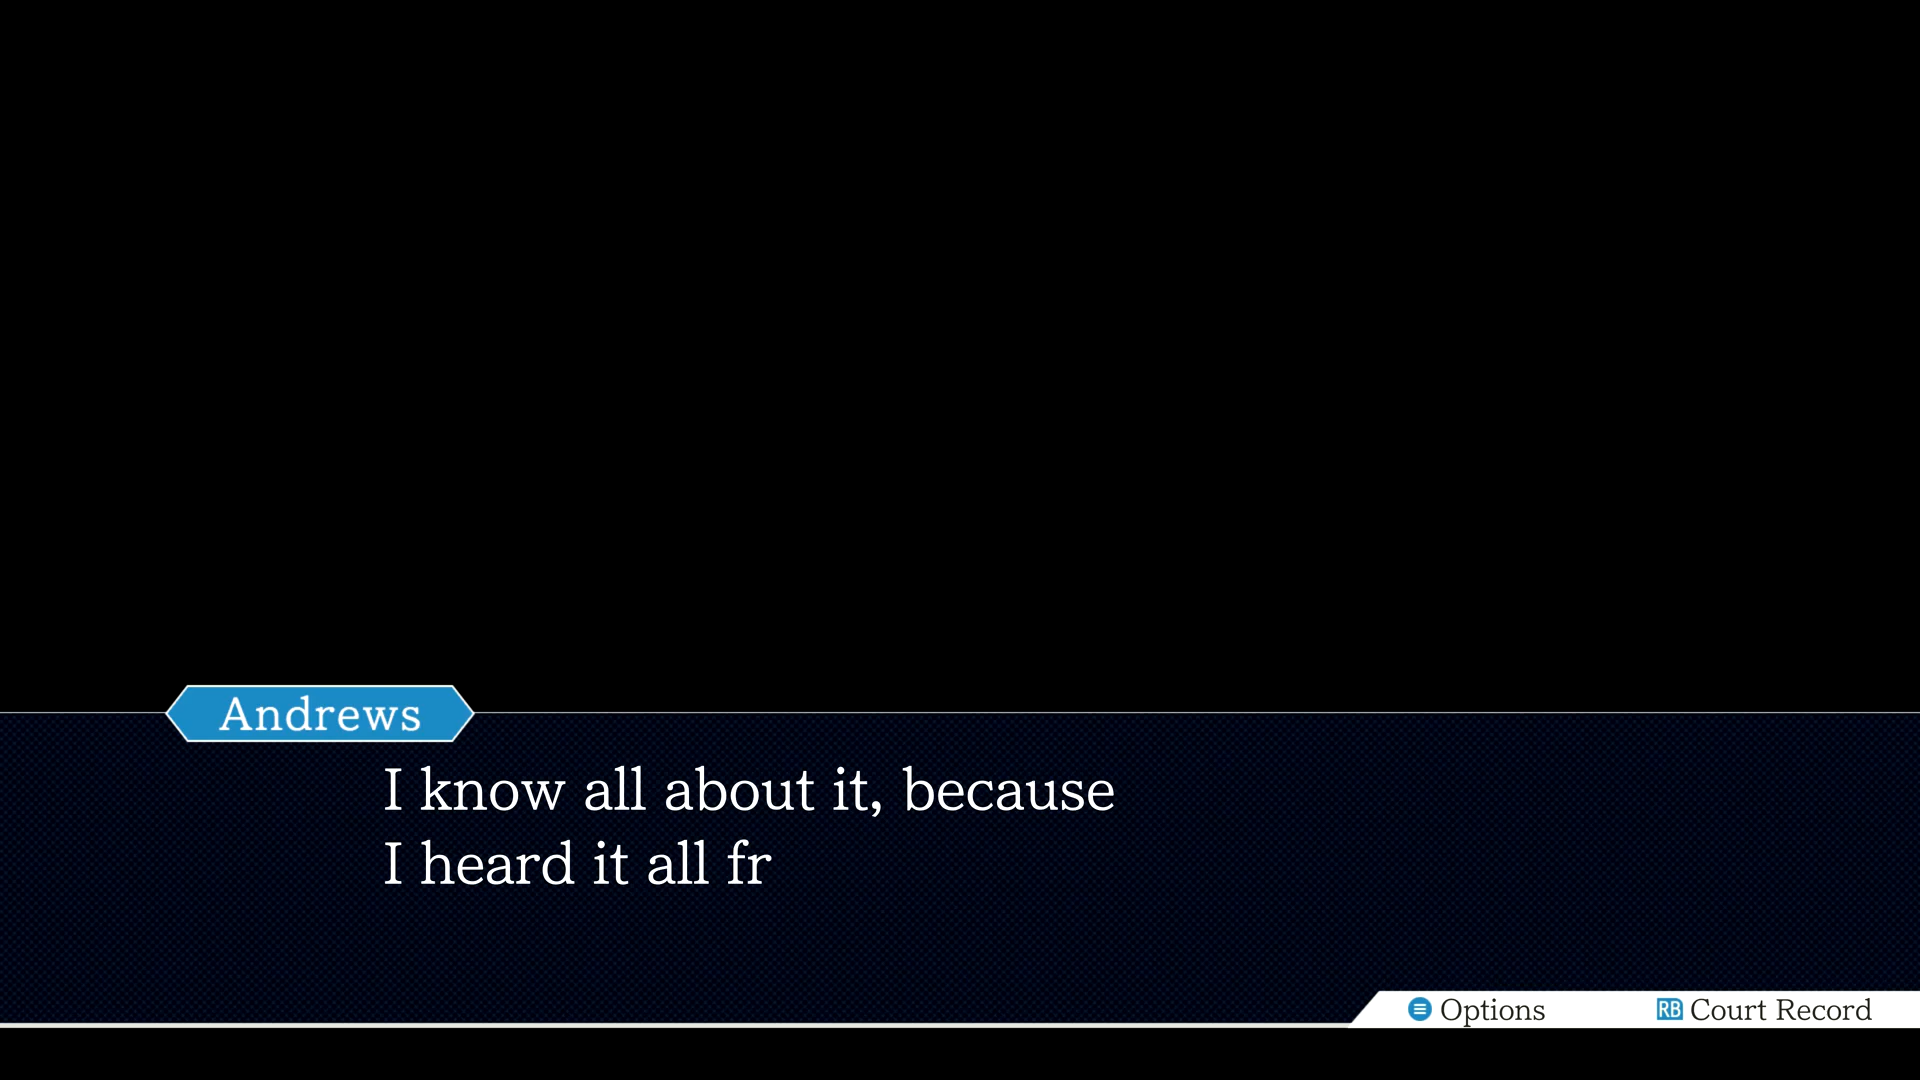 Andrews
I know all about it, because
I heard it all fr
Options
RB Court Record